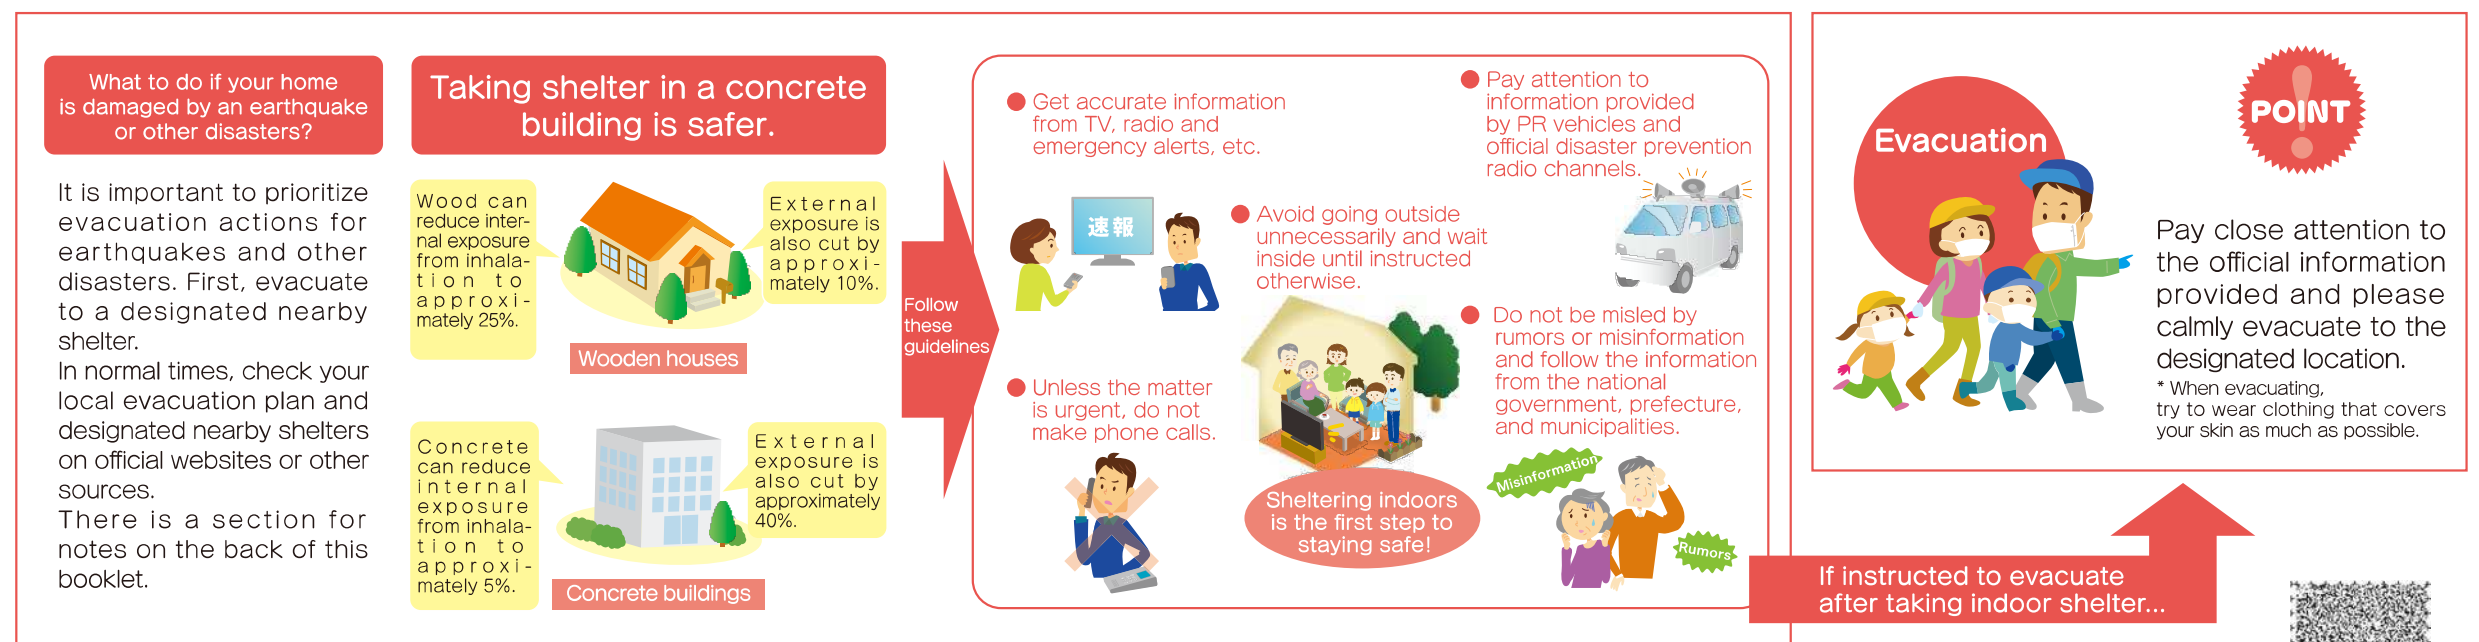 What to do if your home
is damaged by an earthquake
or other disasters?
It is important to prioritize
evacuation actions for
earthquakes and other
disasters. First, evacuate
to a designated nearby
shelter.
In normal times, check your
local evacuation plan and
designated nearby shelters
on official websites or other
sources.
There is a section for
notes on the back of this
booklet.
Taking shelter in a concrete
building is safer.
Wood can
reduce inter-
nal exposure
from inhala-
tion to
approxi-
mately 25%.
External
exposure is
also cut by
approxi-
mately 10%.
Wooden houses
Concrete
can reduce
internal
exposure
from inhala-
tion to
approxi-
mately 5%.
External
exposure is
also cut by
approximately
40%.
Concrete buildings
Follow
these
guidelines
Get accurate information
from TV, radio and
emergency alerts, etc.
速報
Unless the matter
is urgent, do not
make phone calls.
Avoid going outside
unnecessarily and wait
inside until instructed
otherwise.
Sheltering indoors
is the first step to
staying safe!
Pay attention to
information provided
by PR vehicles and
official disaster prevention
radio channels.
Do not be misled by
rumors or misinformation
and follow the information
from the national
government, prefecture,
and municipalities.
Misinformation
Rumors
If instructed to evacuate
after taking indoor shelter...
Evacuation
POINT
Pay close attention to
the official information
provided and please
calmly evacuate to the
designated location.
* When evacuating,
try to wear clothing that covers
your skin as much as possible.